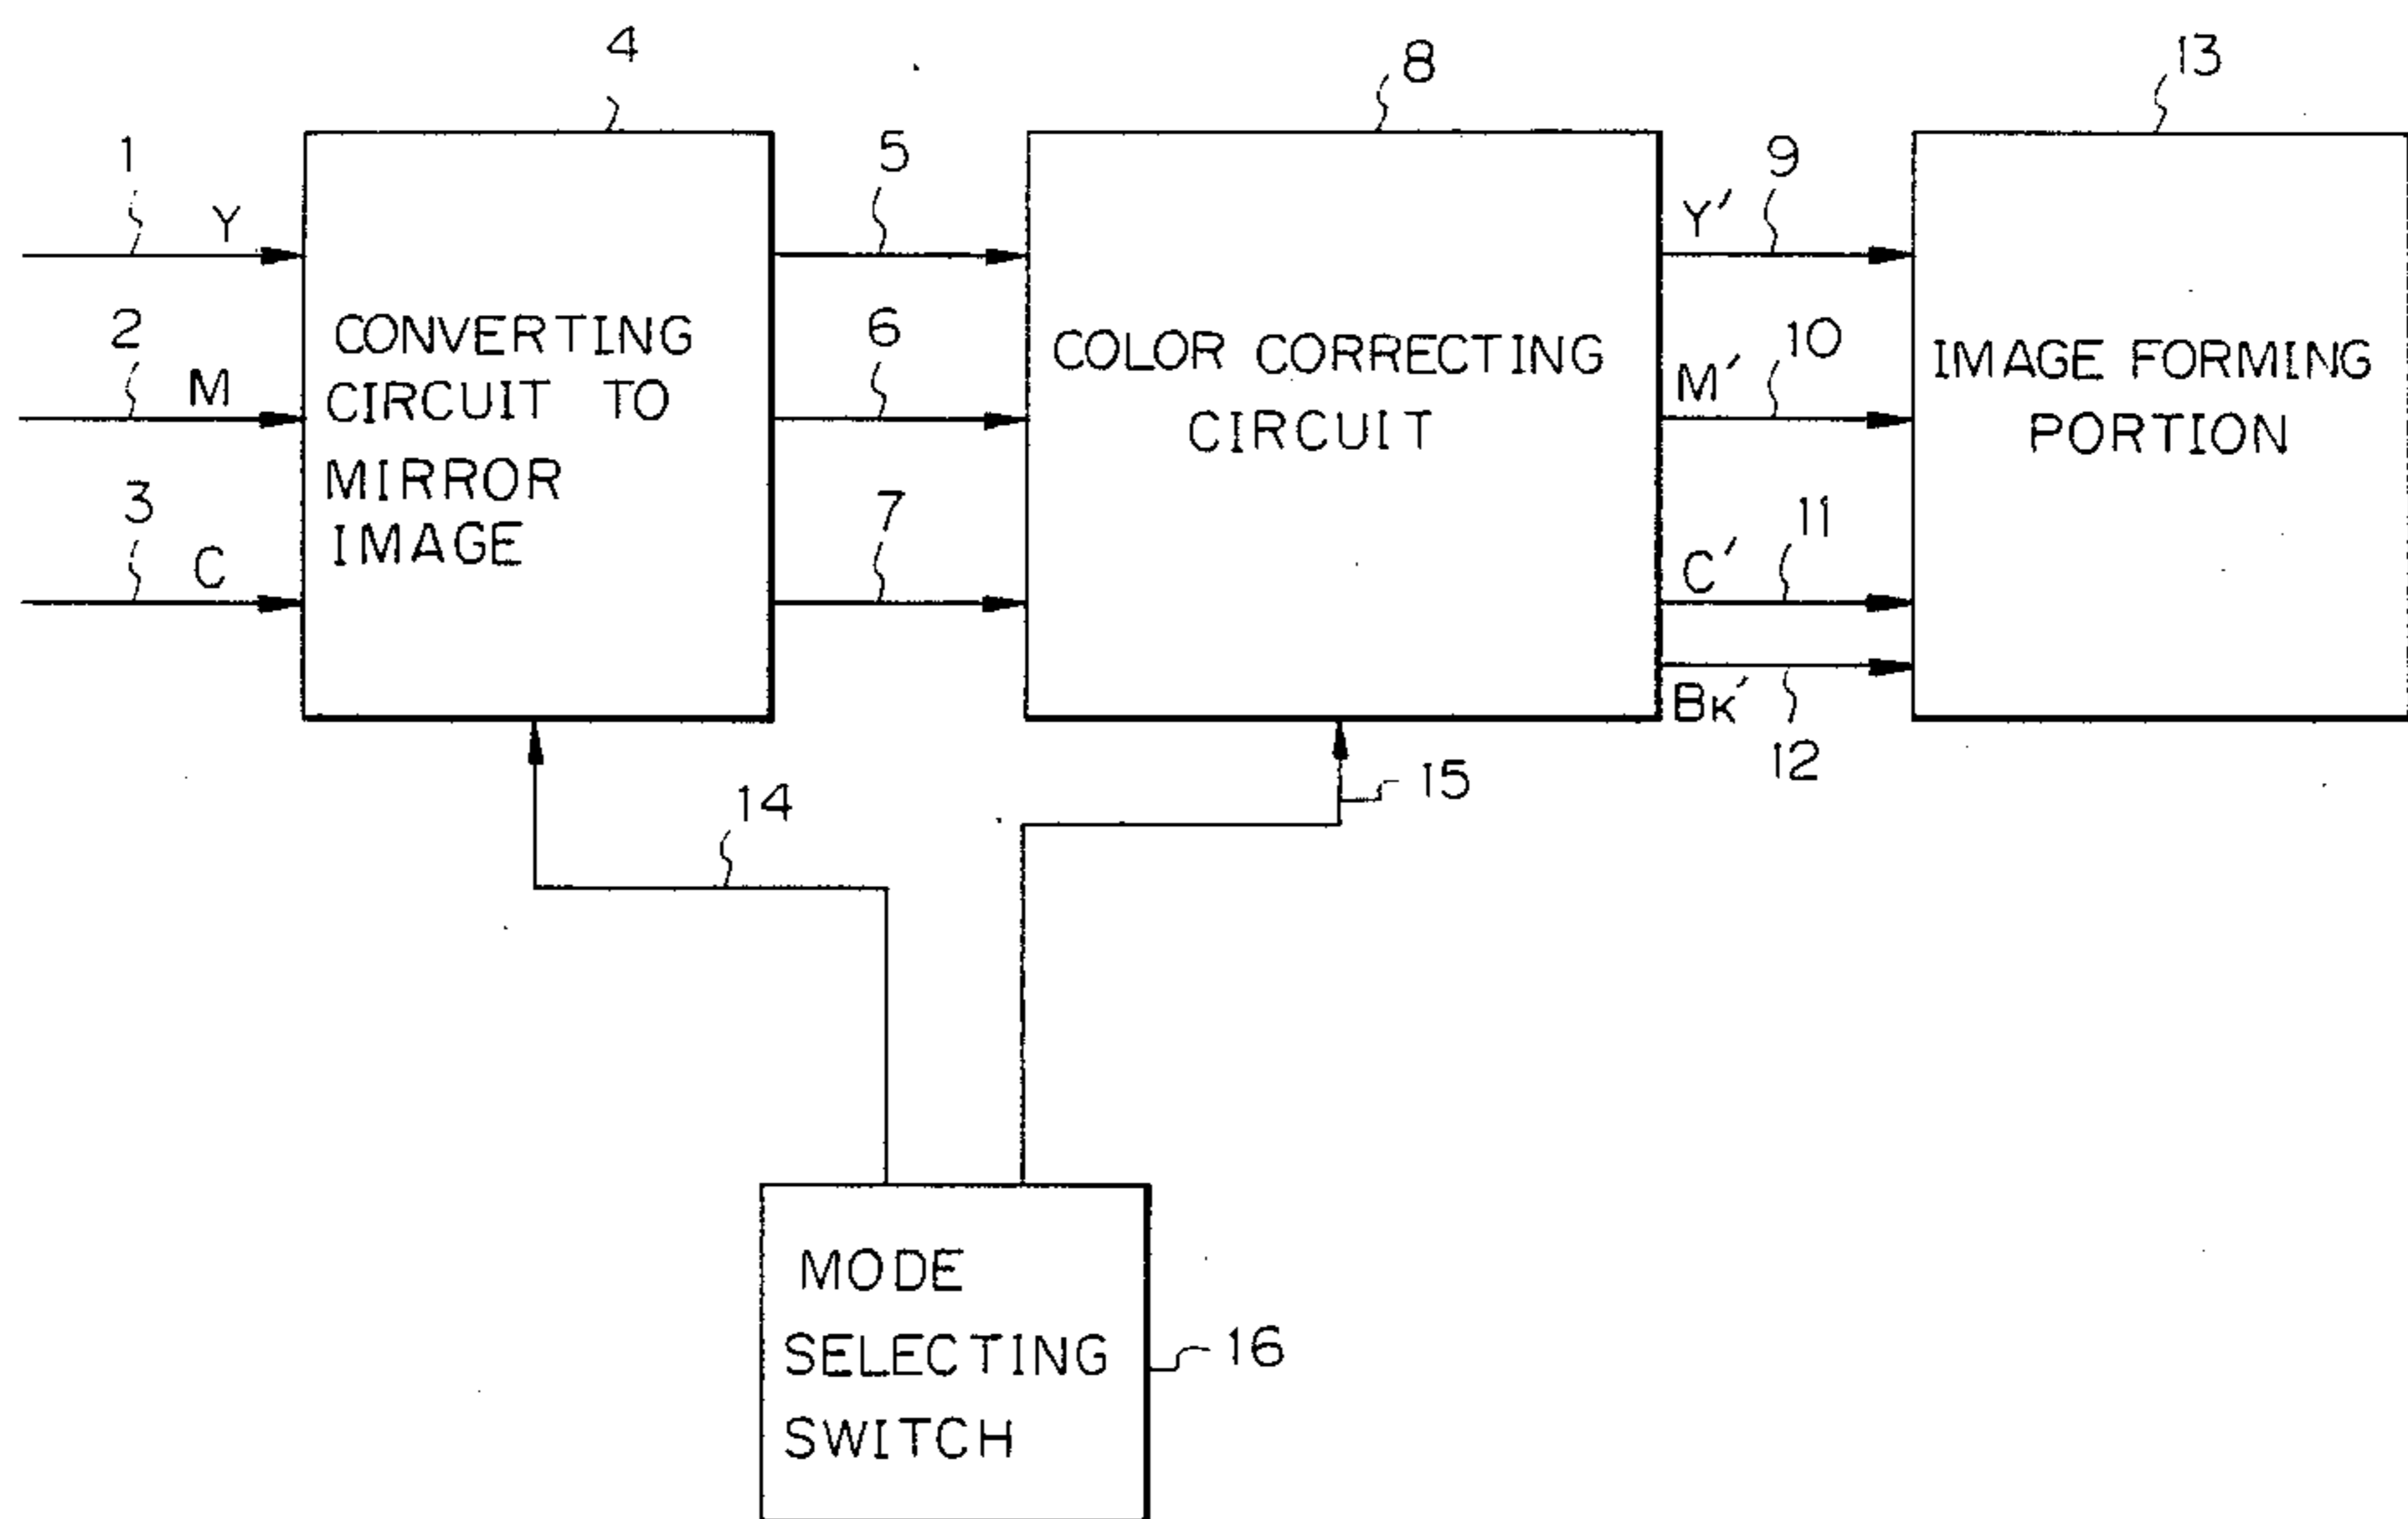 4
8
13
1
5
9
Y
Y'
2
6
10
M
M'
CONVERTING
CIRCUIT TO
MIRROR
IMAGE
COLOR CORRECTING
CIRCUIT
IMAGE FORMING
PORTION
3
7
11
C
C'
BK'
12
14
15
MODE
SELECTING
SWITCH
16